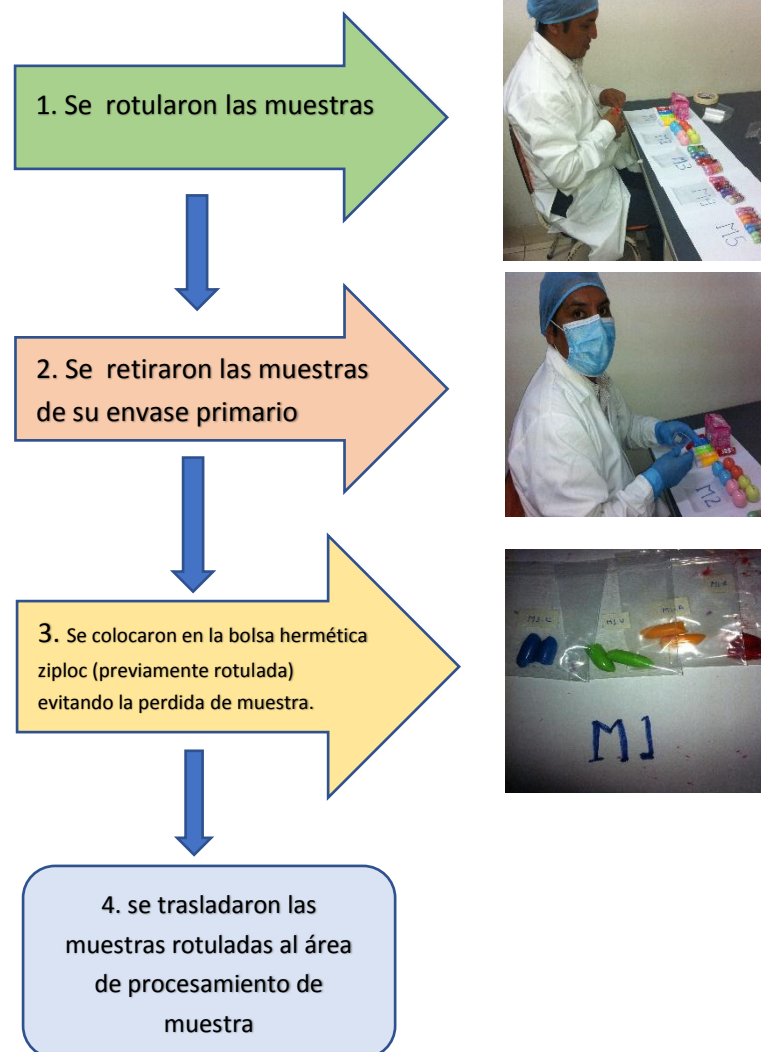 1. Se rotularon las muestras
M3
M5
2. Se retiraron las muestras
de su envase primario
M2
3. Se colocaron en la bolsa hermética
ziploc (previamente rotulada)
evitando la perdida de muestra.
M1
4. se trasladaron las
muestras rotuladas al área
de procesamiento de
muestra